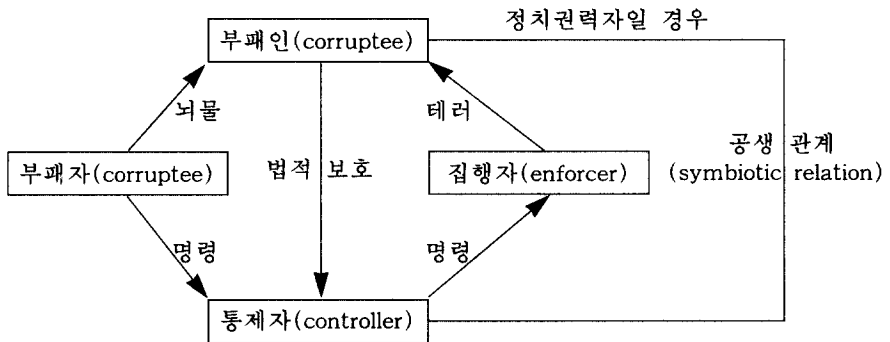 정치권력자일 경우
부패인(corruptee)
뇌물
테러
부패자(corruptee)
법적 보호
집행자(enforcer)
공생 관계
(symbiotic relation)
명령
명령
통제자(controller)